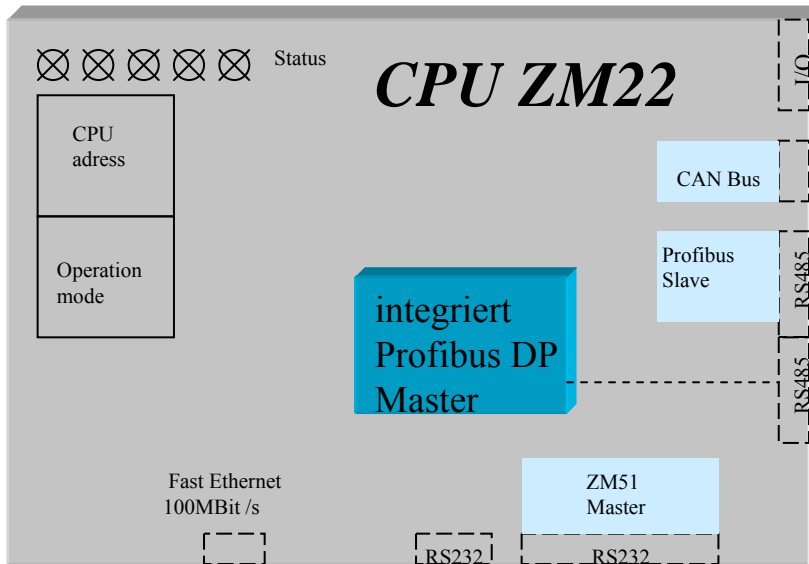 Status
CPU ZM22
I/O
CPU
adress
CAN Bus
Operation
mode
Profibus
Slave
RS485
integriert
Profibus DP
Master
RS485
Fast Ethernet
100MBit /s
ZM51
Master
RS232
RS232